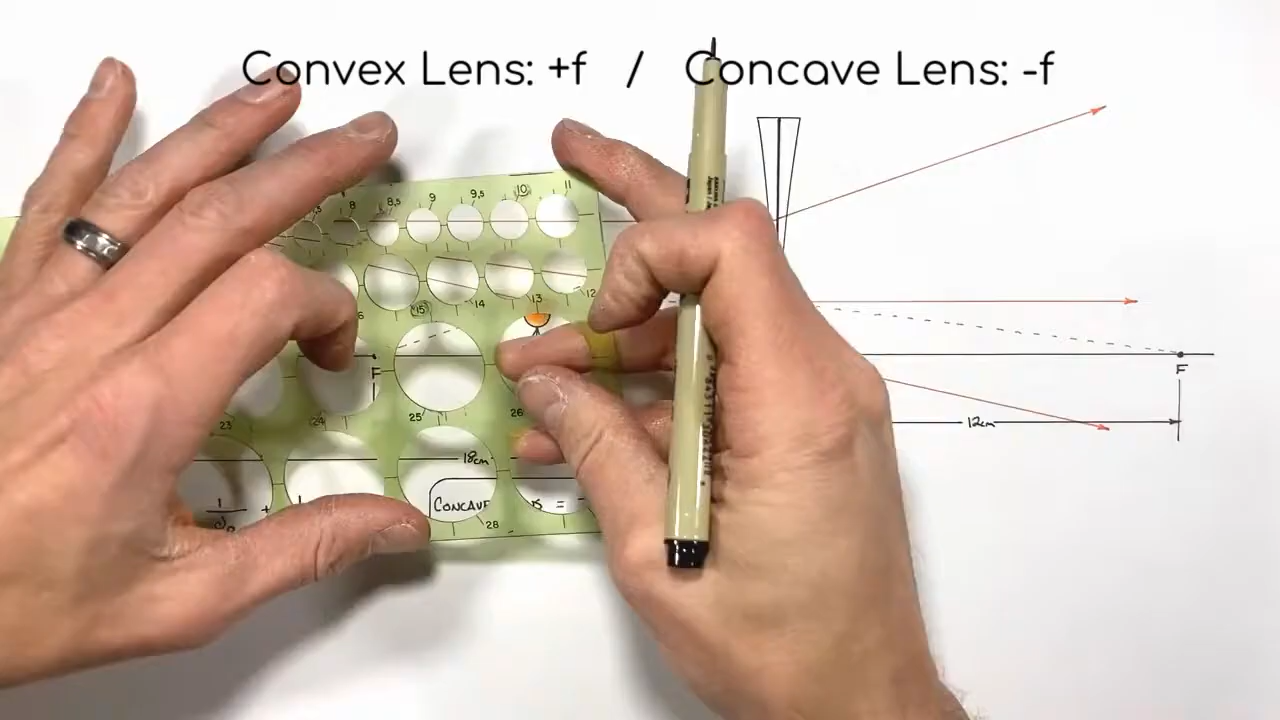 Convex Lens: +f / Concave Lens: -f
8 8,5 9 9,5 10 11
15 14 13 12
F
F
25 26
23 24
12cm
18cm
1 +
CONCAVE =
28